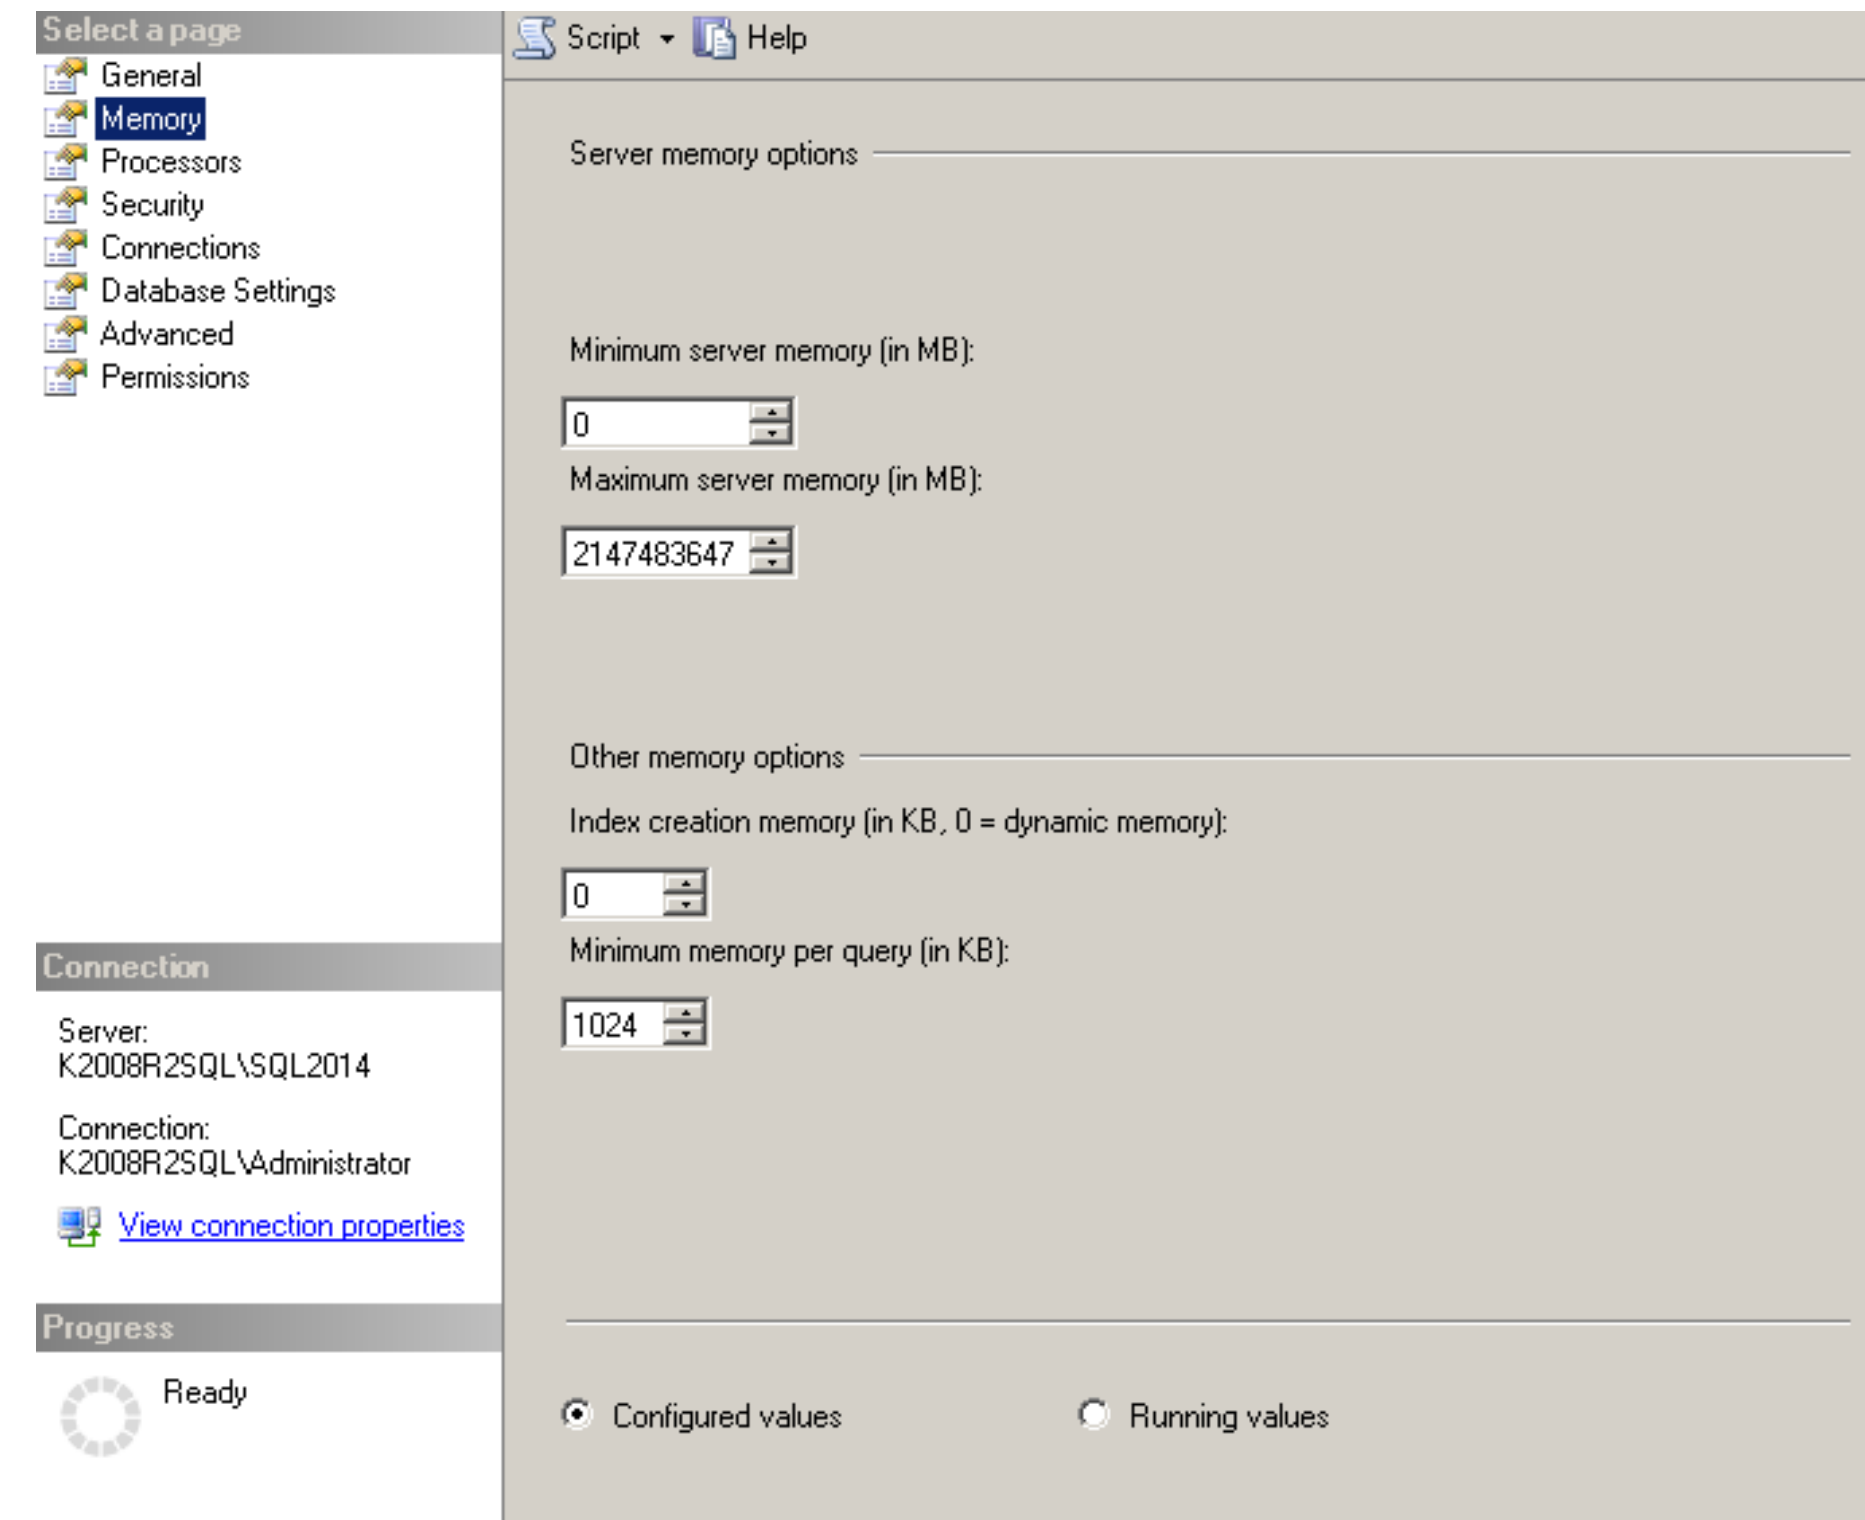 Select a page
General
Memory
Processors
Security
Connections
Database Settings
Advanced
Permissions
Connection
Server:
K2008R2SQL\SQL2014
Connection:
K2008R2SQL\Administrator
View connection properties
Progress
Ready
Script Help
Server memory options
Minimum server memory (in MB):
0
Maximum server memory (in MB):
2147483647
Other memory options
Index creation memory (in KB, 0 = dynamic memory):
0
Minimum memory per query (in KB):
1024
Configured values Running values